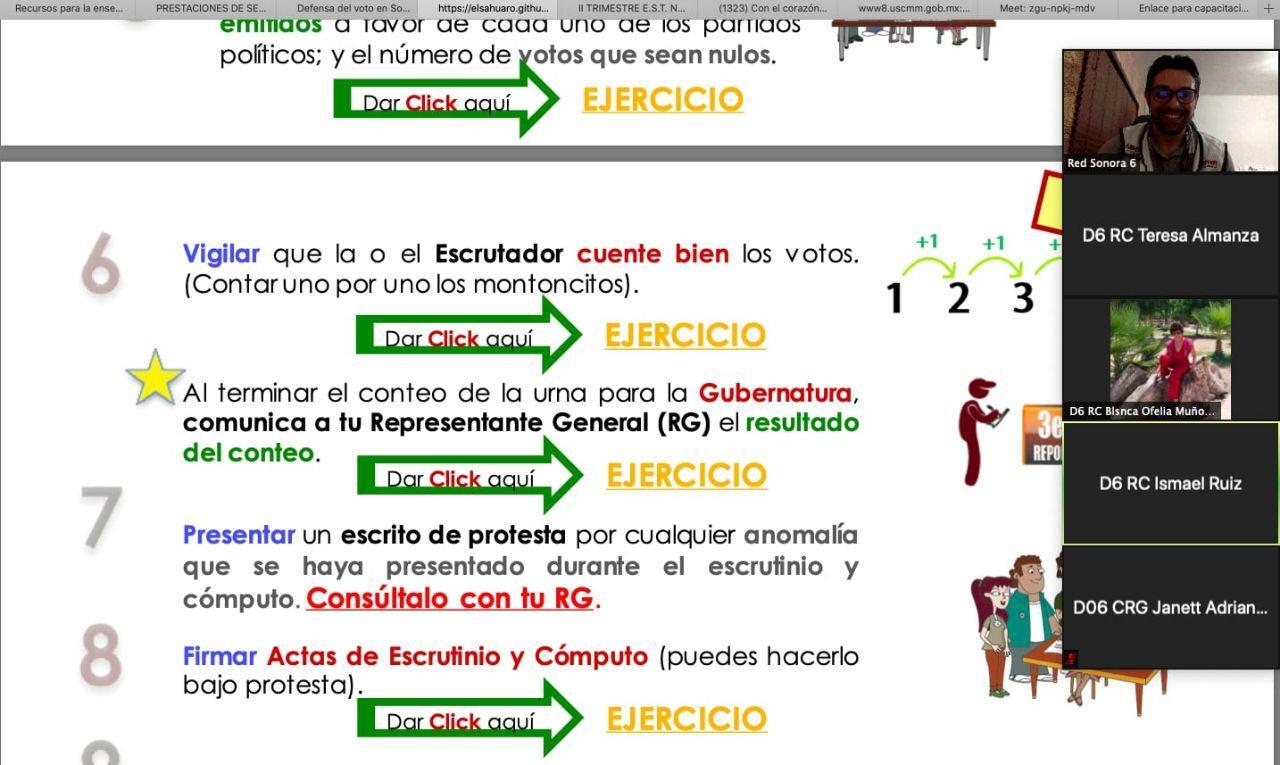 Recursos para la ense...
PRESTACIONES DE SE...
Defensa del voto en So...
https://elsahuaro.githu...
II TRIMESTRE E.S.T. N...
(1323) Con el corazón...
www8.uscmm.gob.mx:...
Meet: zgu-npkj-mdv
Enlace para capacitaci...
emitidos a favor de cada uno de los partidos
políticos; y el número de votos que sean nulos.
Dar Click aquí
EJERCICIO
6
Vigilar que la o el Escrutador cuente bien los votos.
(Contar uno por uno los montoncitos).
+1 +1 +
1 2 3
Dar Click aquí
EJERCICIO
Al terminar el conteo de la urna para la Gubernatura,
comunica a tu Representante General (RG) el resultado
del conteo.
Dar Click aquí
EJERCICIO
3e
REPO
7
Presentar un escrito de protesta por cualquier anomalía
que se haya presentado durante el escrutinio y
cómputo. Consúltalo con tu RG.
8
Firmar Actas de Escrutinio y Cómputo (puedes hacerlo
bajo protesta).
Dar Click aquí
EJERCICIO
Red Sonora 6
D6 RC Teresa Almanza
D6 RC Blsnca Ofelia Muño...
D6 RC Ismael Ruiz
D06 CRG Janett Adrian...